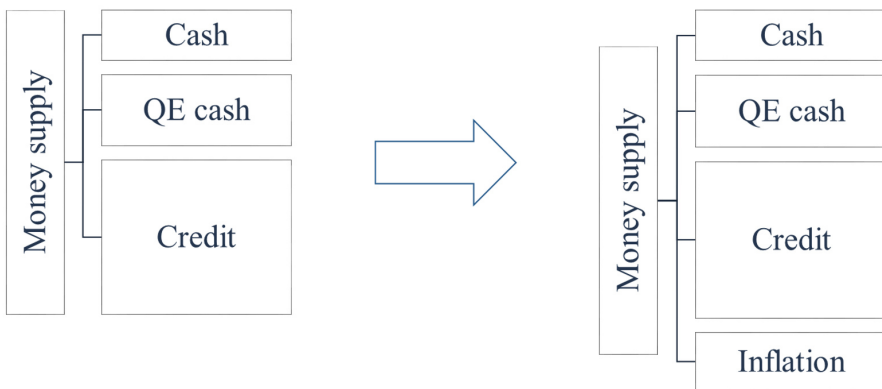 Money supply
Cash
QE cash
Credit
Money supply
Cash
QE cash
Credit
Inflation